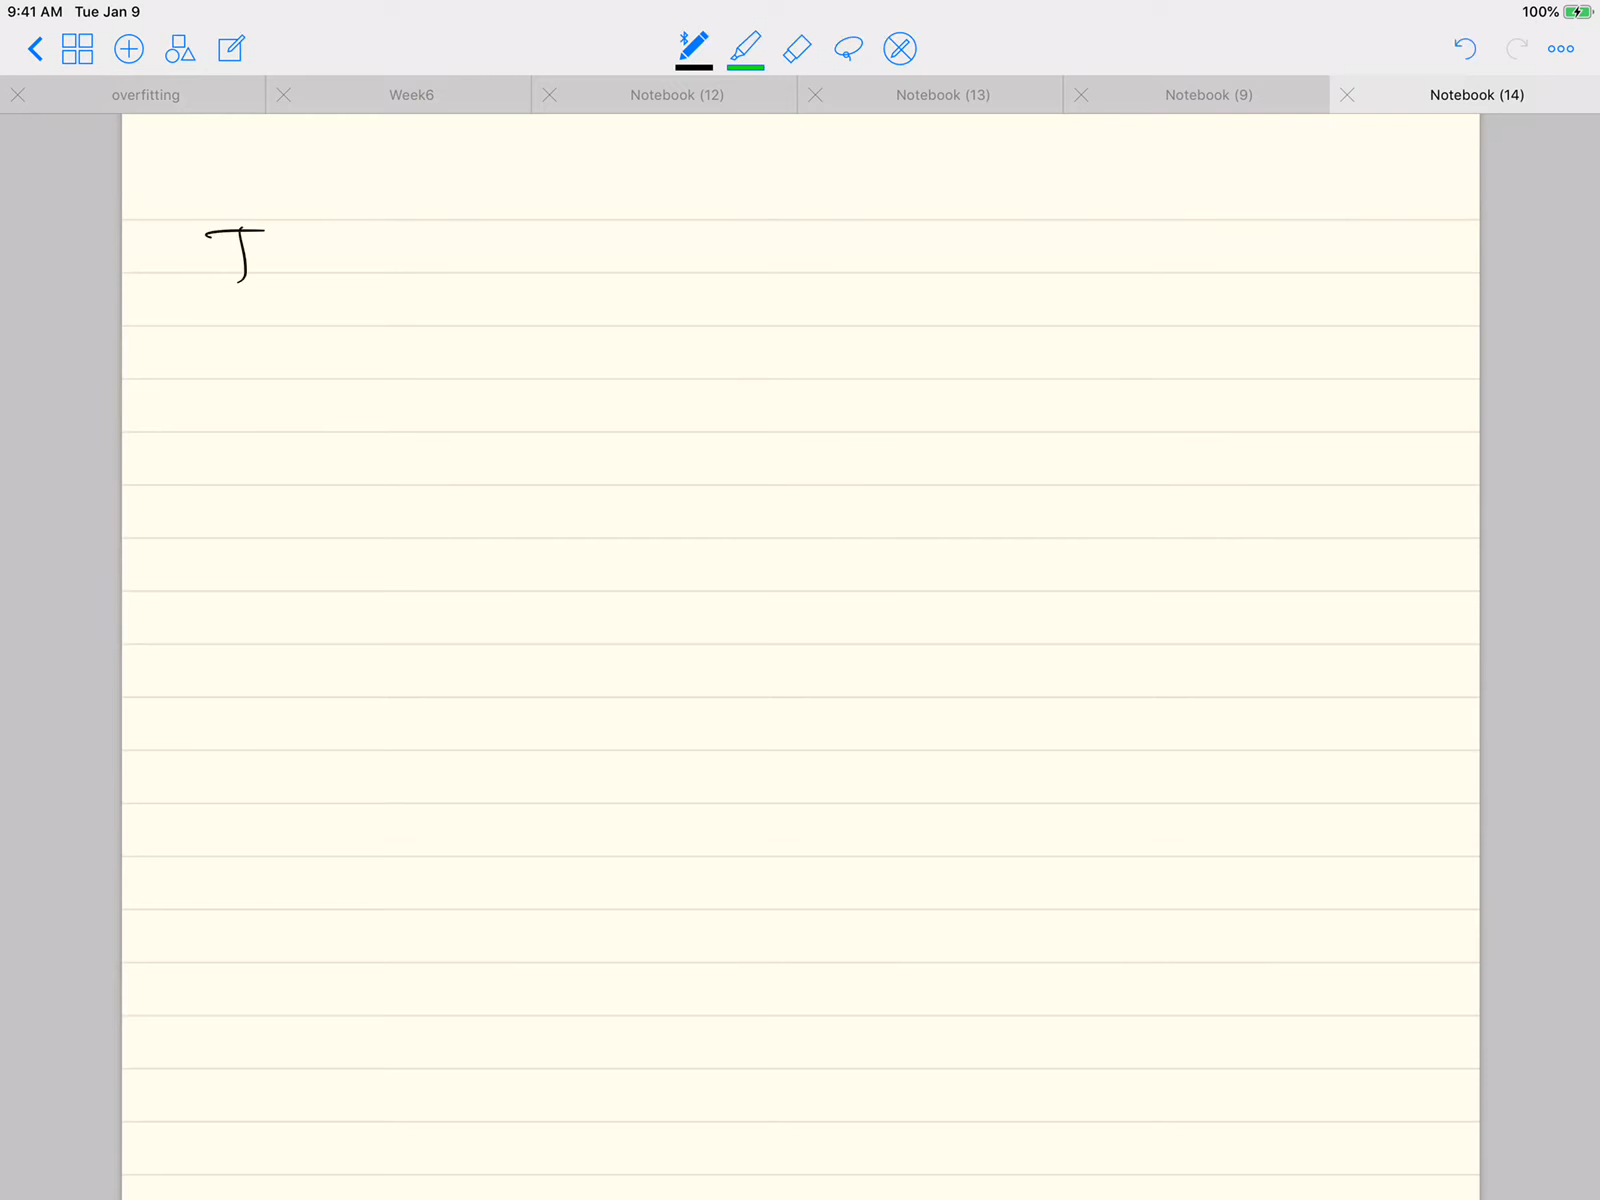 9:41 AM Tue Jan 9 100%
overfitting Week6 Notebook (12) Notebook (13) Notebook (9) Notebook (14)
J